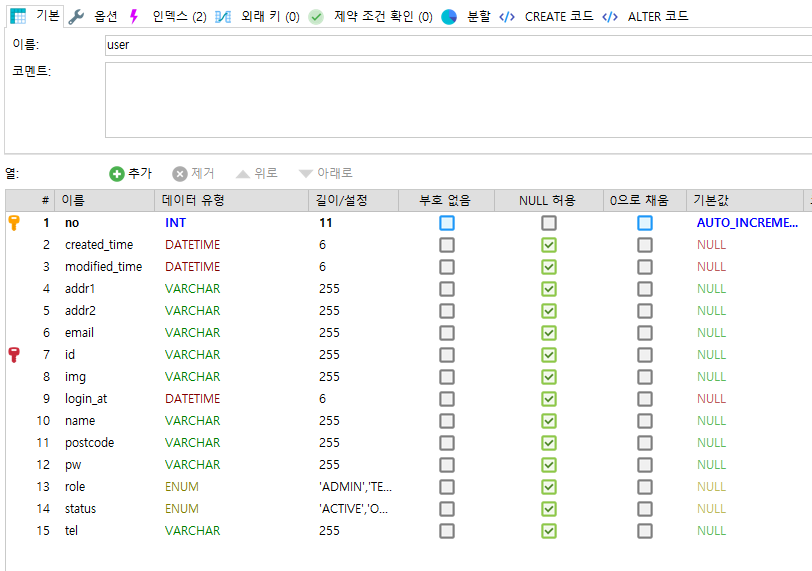 기본 옵션 인덱스 (2) 외래 키 (0) 제약 조건 확인 (0) 분할 </> CREATE 코드 </> ALTER 코드
이름: user
코멘트:
열: 추가 제거 위로 아래로
# 이름 데이터 유형 길이/설정 부호 없음 NULL 허용 0으로 채움 기본값
1 no INT 11 AUTO_INCREME...
2 created_time DATETIME 6 NULL
3 modified_time DATETIME 6 NULL
4 addr1 VARCHAR 255 NULL
5 addr2 VARCHAR 255 NULL
6 email VARCHAR 255 NULL
7 id VARCHAR 255 NULL
8 img VARCHAR 255 NULL
9 login_at DATETIME 6 NULL
10 name VARCHAR 255 NULL
11 postcode VARCHAR 255 NULL
12 pw VARCHAR 255 NULL
13 role ENUM 'ADMIN','TE... NULL
14 status ENUM 'ACTIVE','O... NULL
15 tel VARCHAR 255 NULL